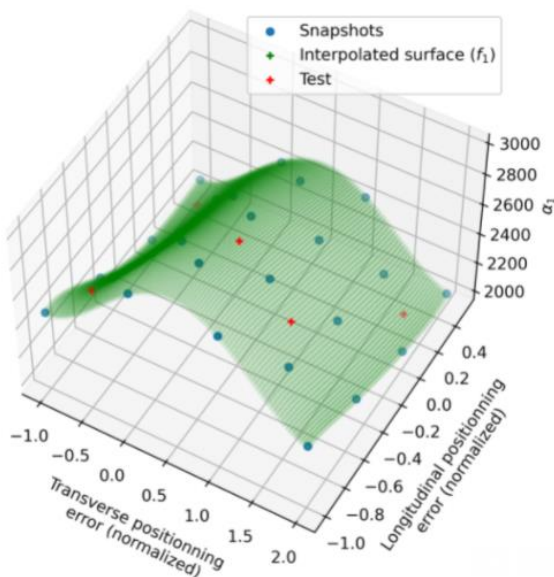 Snapshots
Interpolated surface (f₁)
Test
3000
2800
2600
2400
2200
2000
α₁
0.4
0.2
0.0
−0.2
−0.4
−0.6
−0.8
−1.0
Longitudinal positionning
error (normalized)
−1.0
−0.5
0.0
0.5
1.0
1.5
2.0
Transverse positionning
error (normalized)